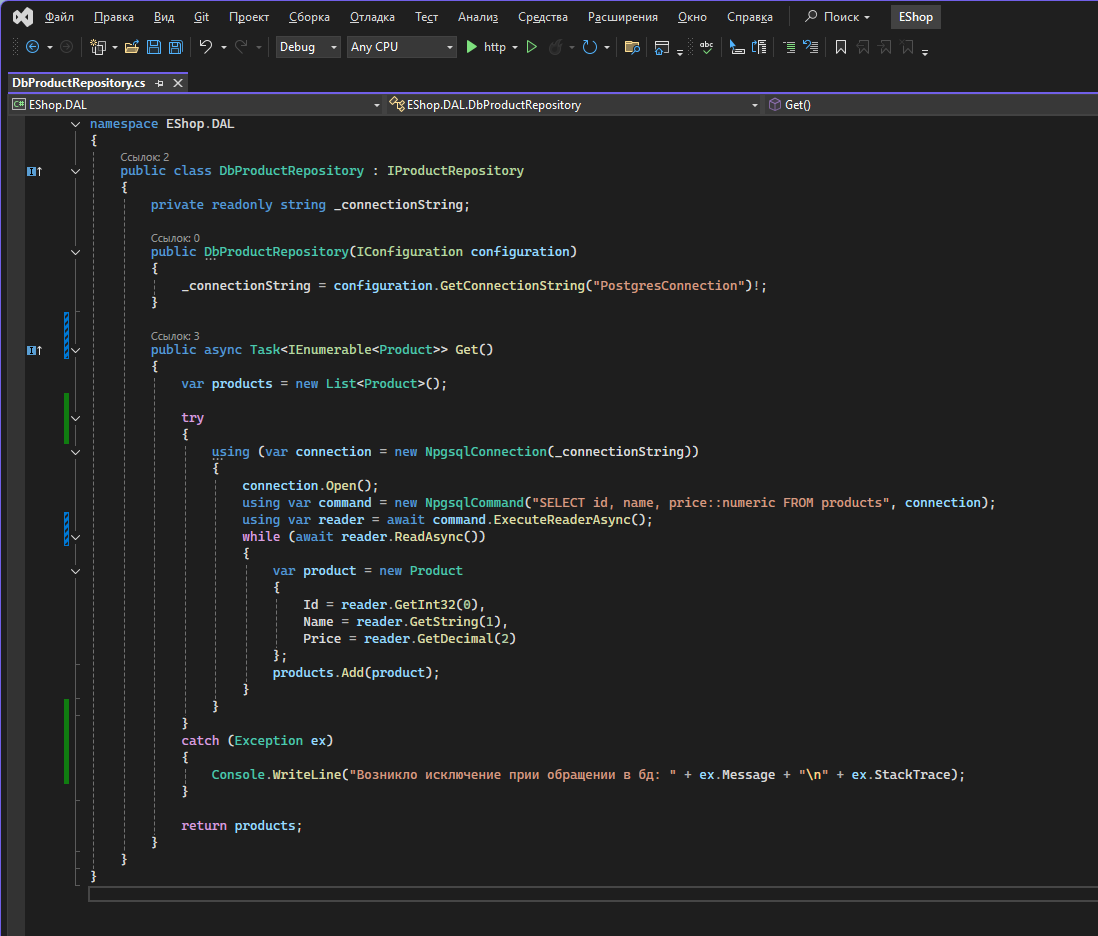 Файл Правка Вид Git Проект Сборка Отладка Тест Анализ Средства Расширения Окно Справка Поиск EShop
Debug Any CPU http abc
DbProductRepository.cs
C# EShop.DAL EShop.DAL.DbProductRepository Get()
namespace EShop.DAL
{
Ссылок: 2
public class DbProductRepository : IProductRepository
{
private readonly string _connectionString;
Ссылок: 0
public DbProductRepository(IConfiguration configuration)
{
_connectionString = configuration.GetConnectionString("PostgresConnection")!;
}
Ссылок: 3
public async Task<IEnumerable<Product>> Get()
{
var products = new List<Product>();
try
{
using (var connection = new NpgsqlConnection(_connectionString))
{
connection.Open();
using var command = new NpgsqlCommand("SELECT id, name, price::numeric FROM products", connection);
using var reader = await command.ExecuteReaderAsync();
while (await reader.ReadAsync())
{
var product = new Product
{
Id = reader.GetInt32(0),
Name = reader.GetString(1),
Price = reader.GetDecimal(2)
};
products.Add(product);
}
}
}
catch (Exception ex)
{
Console.WriteLine("Возникло исключение прии обращении в бд: " + ex.Message + "\n" + ex.StackTrace);
}
return products;
}
}
}